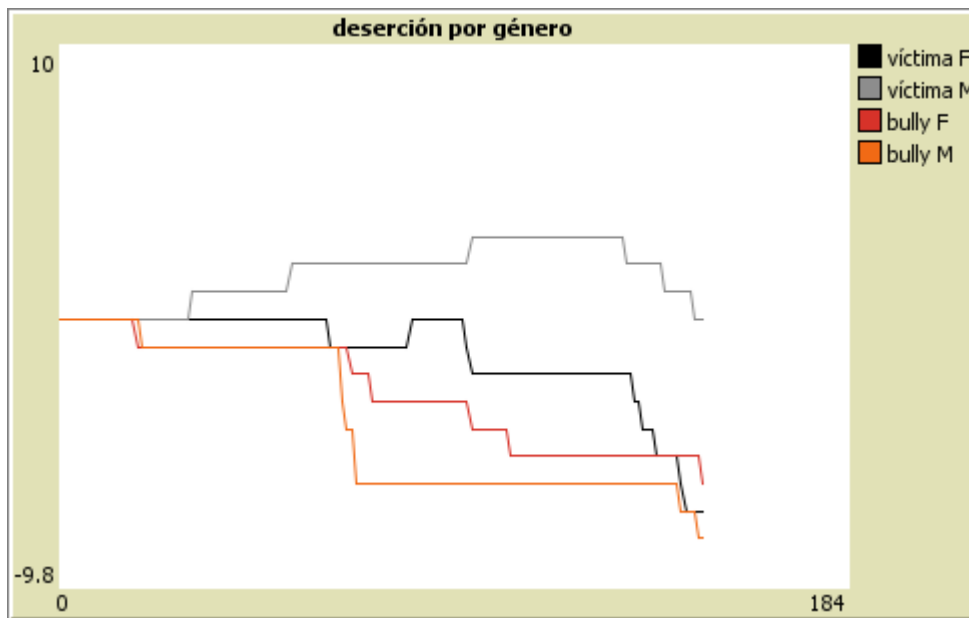 deserción por género
10
víctima F
víctima M
bully F
bully M
-9.8
0
184